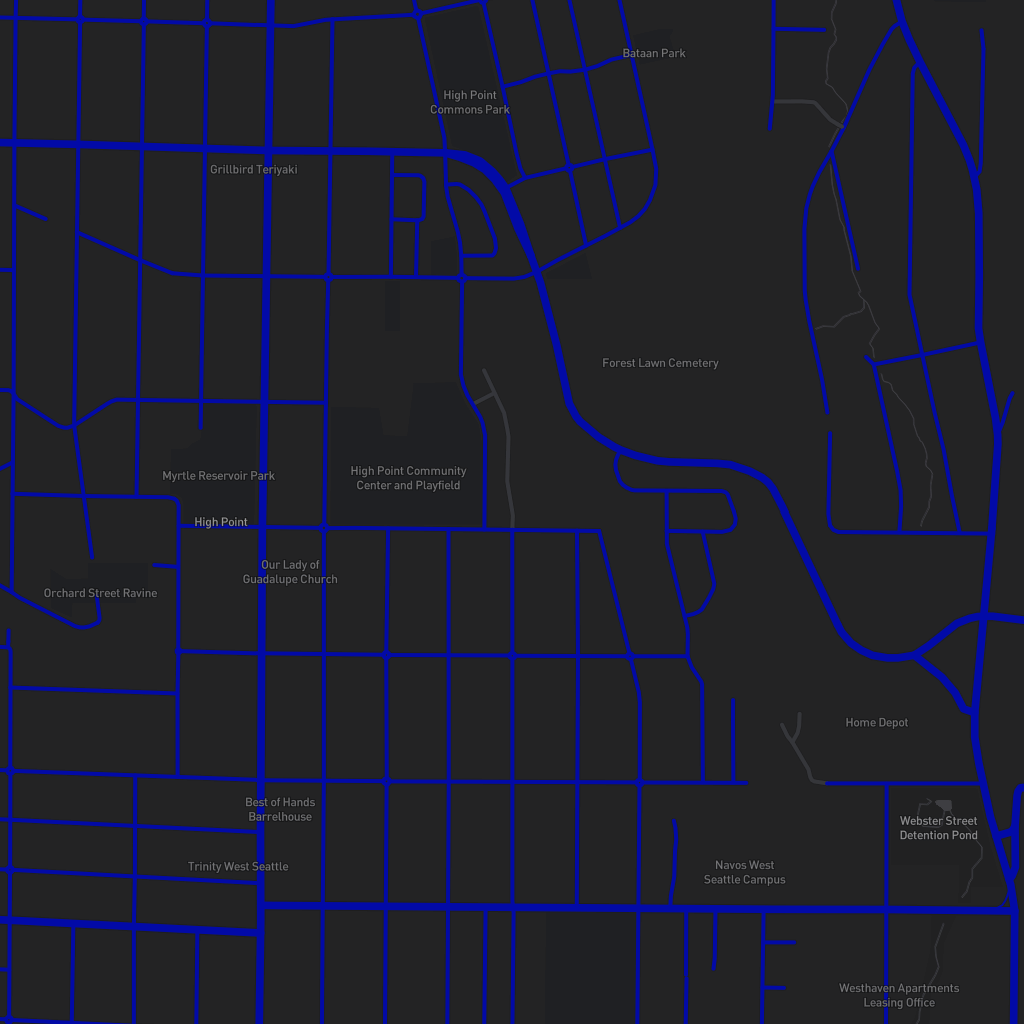 Bataan Park
High Point
Commons Park
Grillbird Teriyaki
Forest Lawn Cemetery
Myrtle Reservoir Park
High Point Community
Center and Playfield
High Point
Our Lady of
Guadalupe Church
Orchard Street Ravine
Home Depot
Best of Hands
Barrelhouse
Webster Street
Detention Pond
Trinity West Seattle
Navos West
Seattle Campus
Westhaven Apartments
Leasing Office